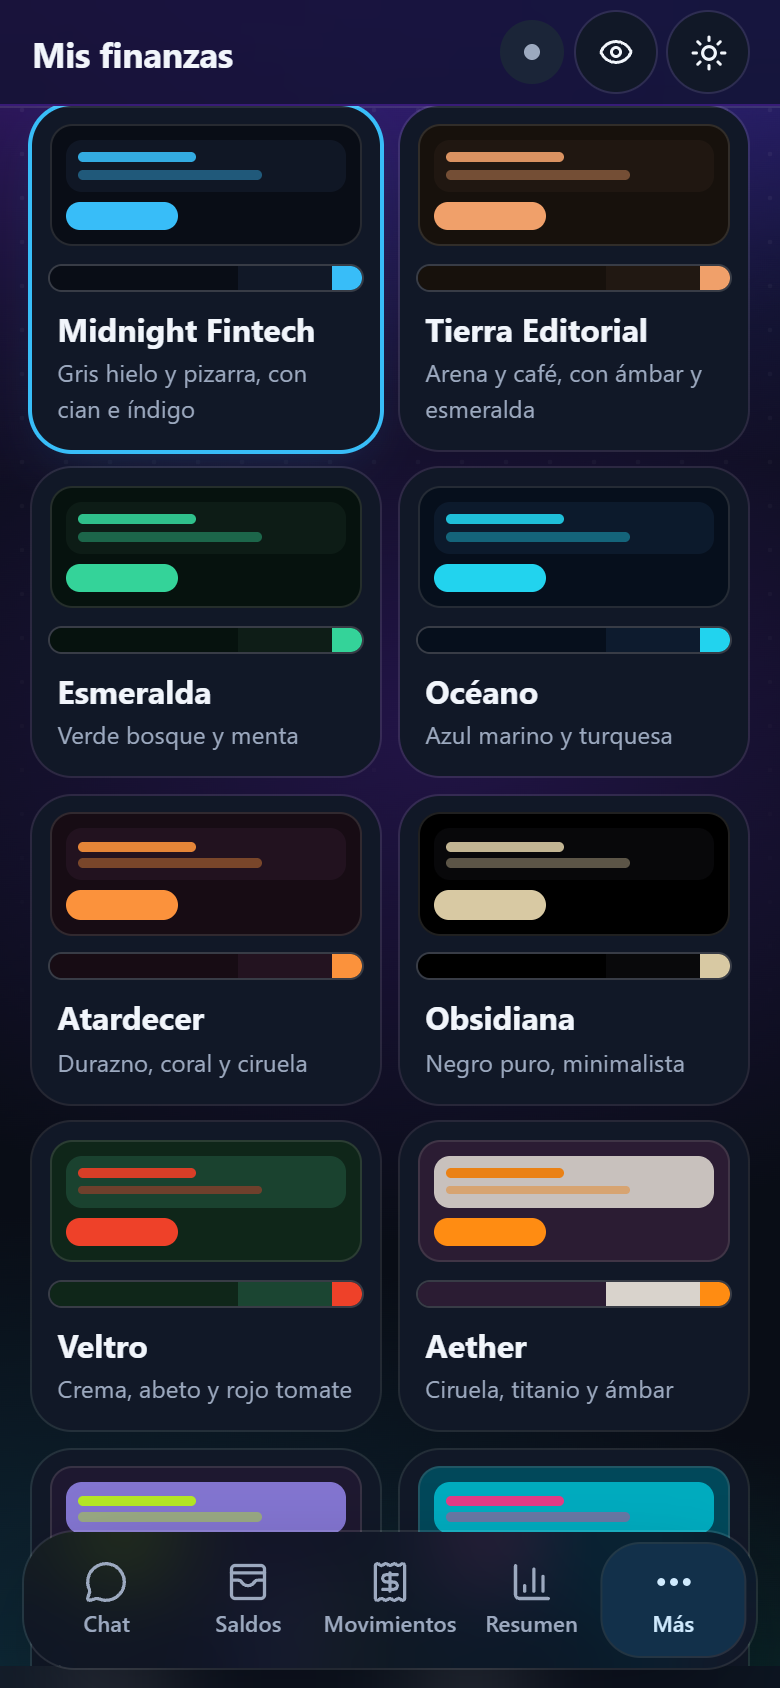 Mis finanzas
Midnight Fintech
Gris hielo y pizarra, con
cian e índigo
Tierra Editorial
Arena y café, con ámbar y
esmeralda
Esmeralda
Verde bosque y menta
Océano
Azul marino y turquesa
Atardecer
Durazno, coral y ciruela
Obsidiana
Negro puro, minimalista
Veltro
Crema, abeto y rojo tomate
Aether
Ciruela, titanio y ámbar
Chat
Saldos
Movimientos
Resumen
Más